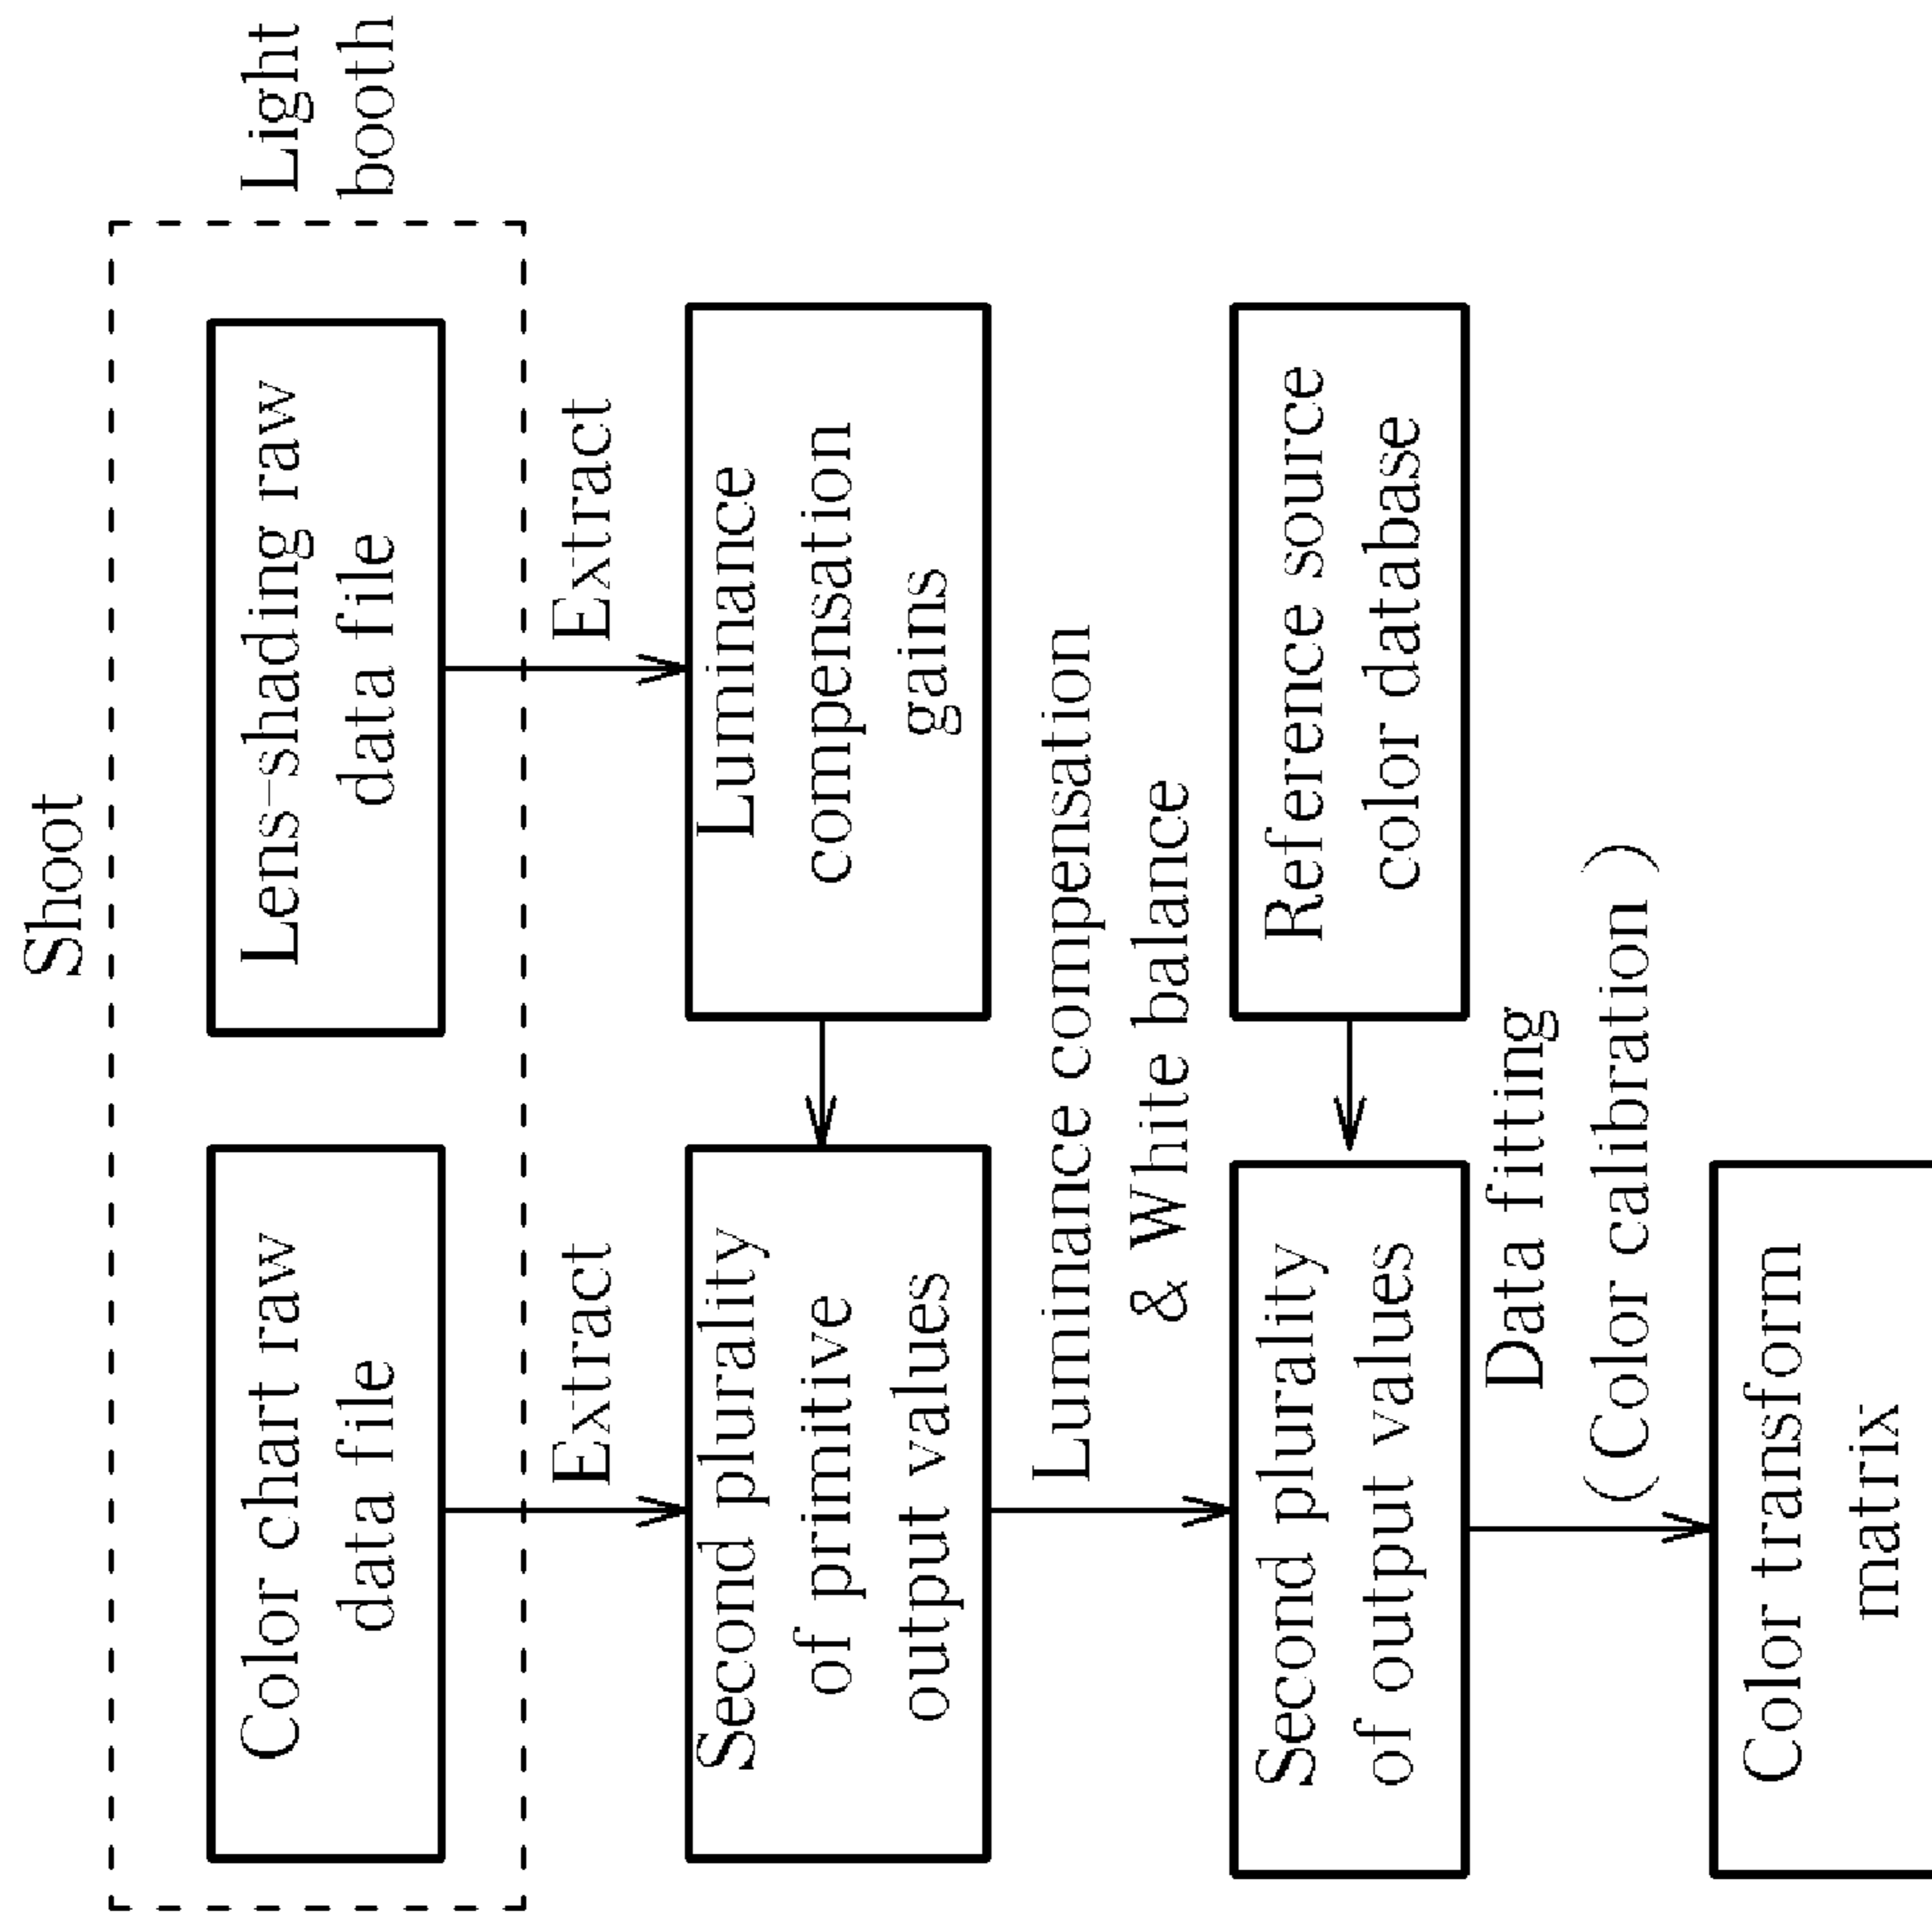 Shoot
Light
booth
Color chart raw
data file
Lens-shading raw
data file
Extract
Extract
Second plurality
of primitive
output values
Luminance
compensation
gains
Luminance compensation
& White balance
Second plurality
of output values
Reference source
color database
Data fitting
(Color calibration)
Color transform
matrix